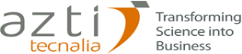 azti
tecnalia
Transforming
Science into
Business